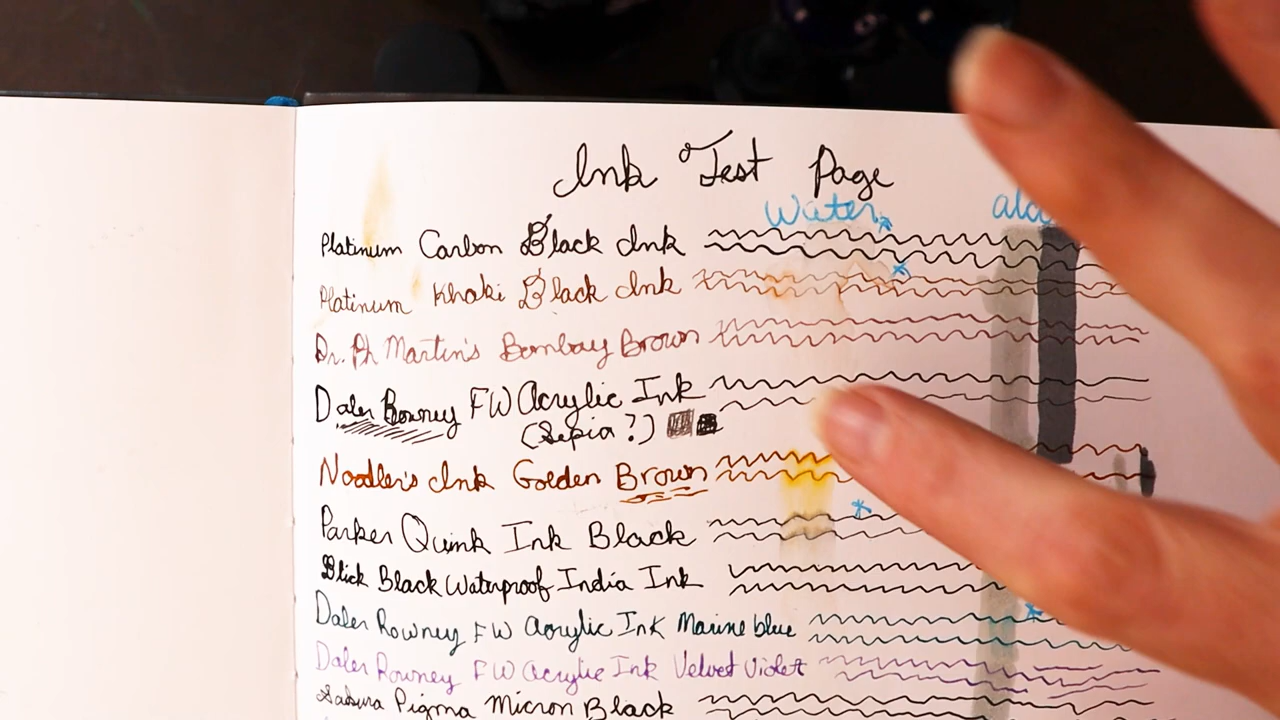 Ink Test Page
Water
Platinum Carbon Black Ink
Platinum Khaki Black Ink
Dr. Ph Martin's Bombay Brown
Daler Rowney FW Acrylic Ink
(Sepia?)
Noodler's Ink Golden Brown
Parker Quink Ink Black
Blick Black Waterproof India Ink
Daler Rowney FW Acrylic Ink Marine blue
Daler Rowney FW Acrylic Ink Velvet Violet
Sakura Pigma Micron Black